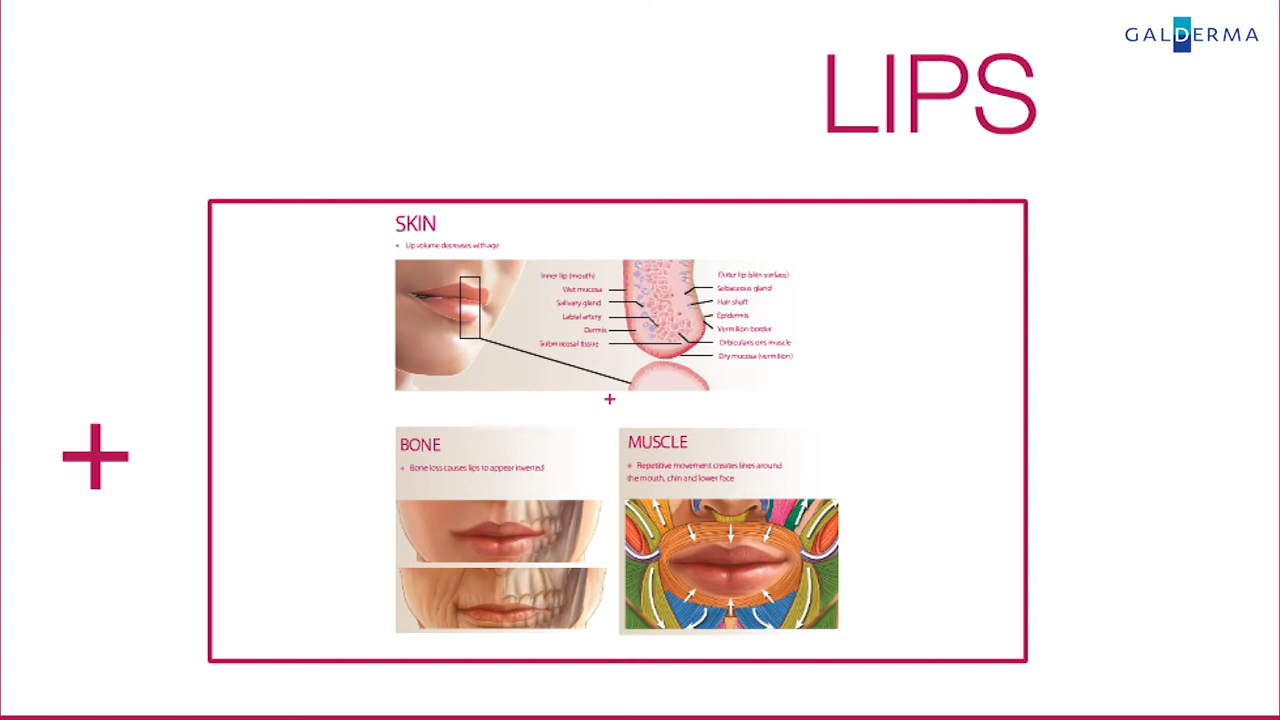 GALDERMA
LIPS
SKIN
+ Lip volume decreases with age
Inner lip (mouth)
Wet mucosa
Salivary gland
Labial artery
Dermis
Submucosal tissue
Outer lip (skin surface)
Sebaceous gland
Hair shaft
Epidermis
Vermilion border
Orbicularis oris muscle
Dry mucosa (vermilion)
+
+
BONE
+ Bone loss causes lips to appear inverted
MUSCLE
+ Repetitive movement creates lines around
the mouth, chin and lower face